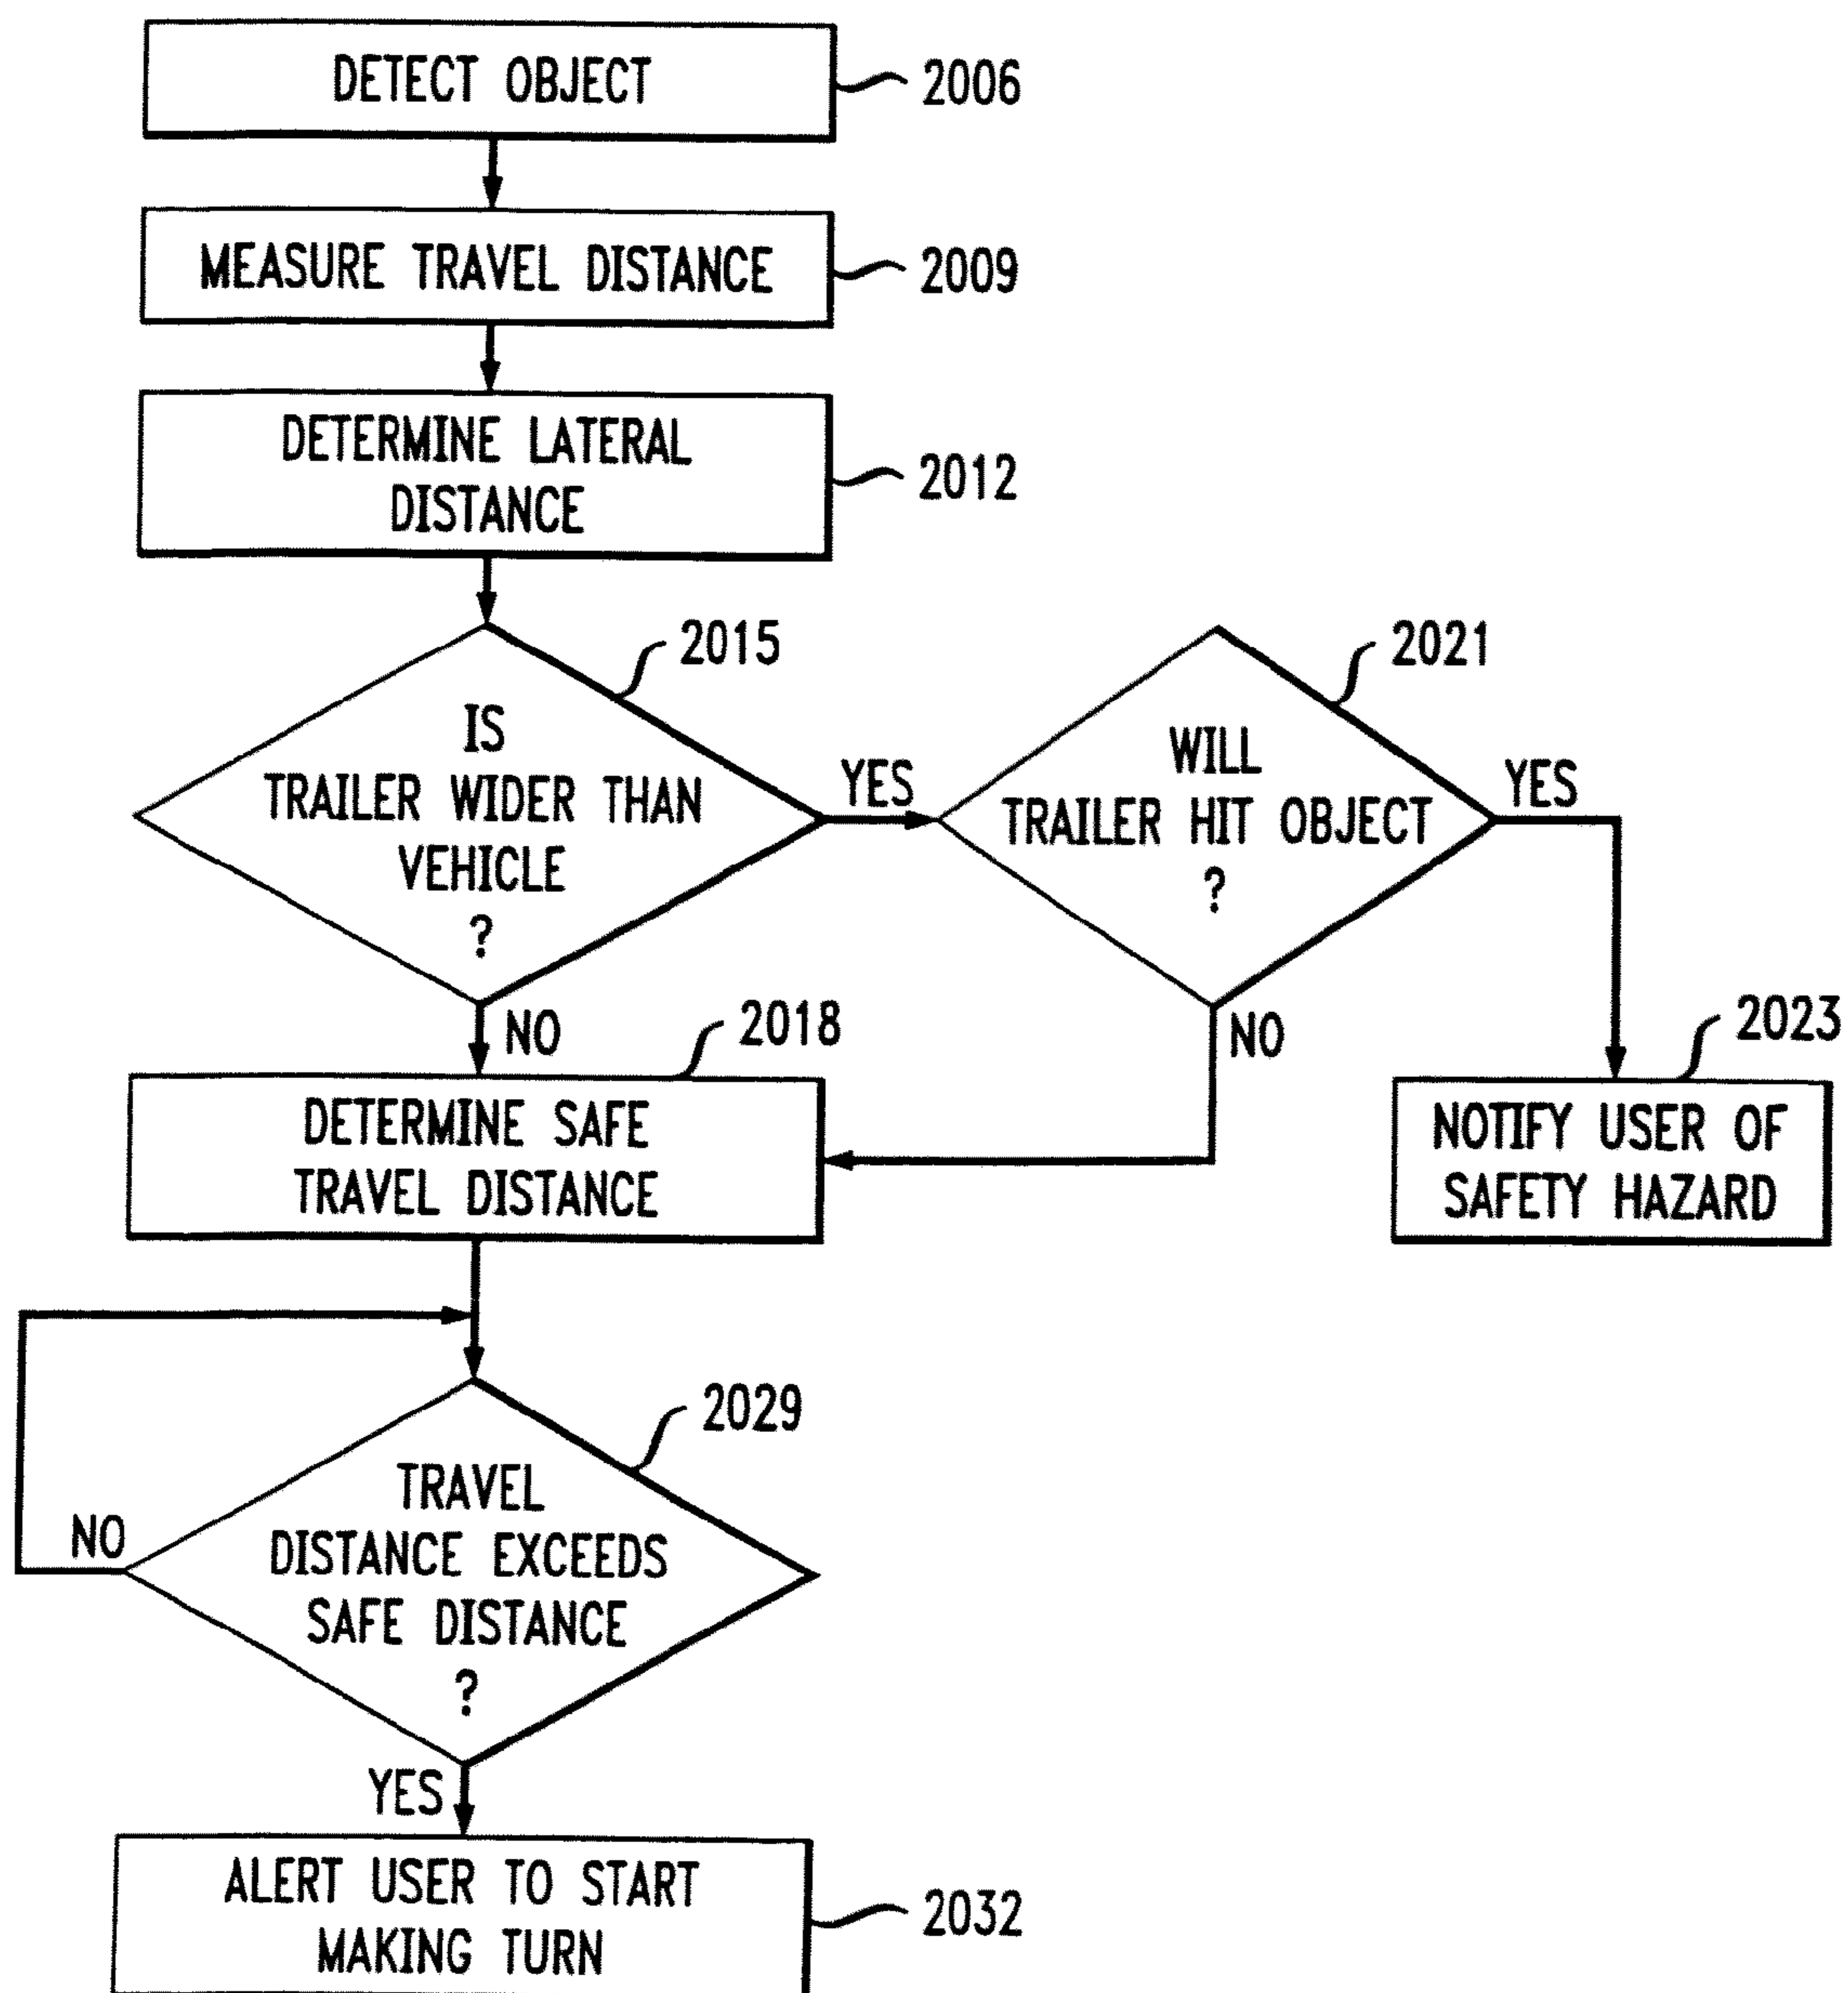 DETECT OBJECT
2006
MEASURE TRAVEL DISTANCE
2009
DETERMINE LATERAL
DISTANCE
2012
2015
IS
TRAILER WIDER THAN
VEHICLE
?
YES
NO
2021
WILL
TRAILER HIT OBJECT
?
YES
NO
2018
DETERMINE SAFE
TRAVEL DISTANCE
2023
NOTIFY USER OF
SAFETY HAZARD
2029
TRAVEL
DISTANCE EXCEEDS
SAFE DISTANCE
?
NO
YES
ALERT USER TO START
MAKING TURN
2032